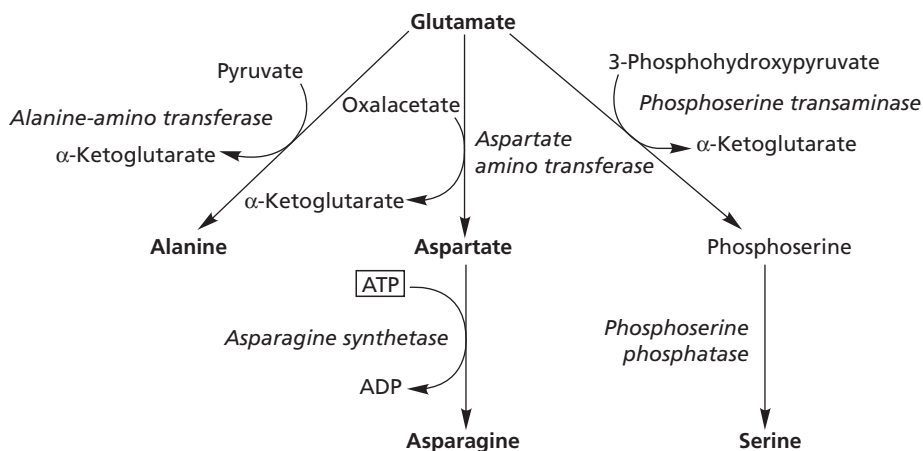 Glutamate
Pyruvate
3-Phosphohydroxypyruvate
Oxalacetate
Phosphoserine transaminase
Alanine-amino transferase
Aspartate
amino transferase
α-Ketoglutarate
α-Ketoglutarate
α-Ketoglutarate
Alanine
Aspartate
Phosphoserine
ATP
Asparagine synthetase
Phosphoserine
phosphatase
ADP
Asparagine
Serine